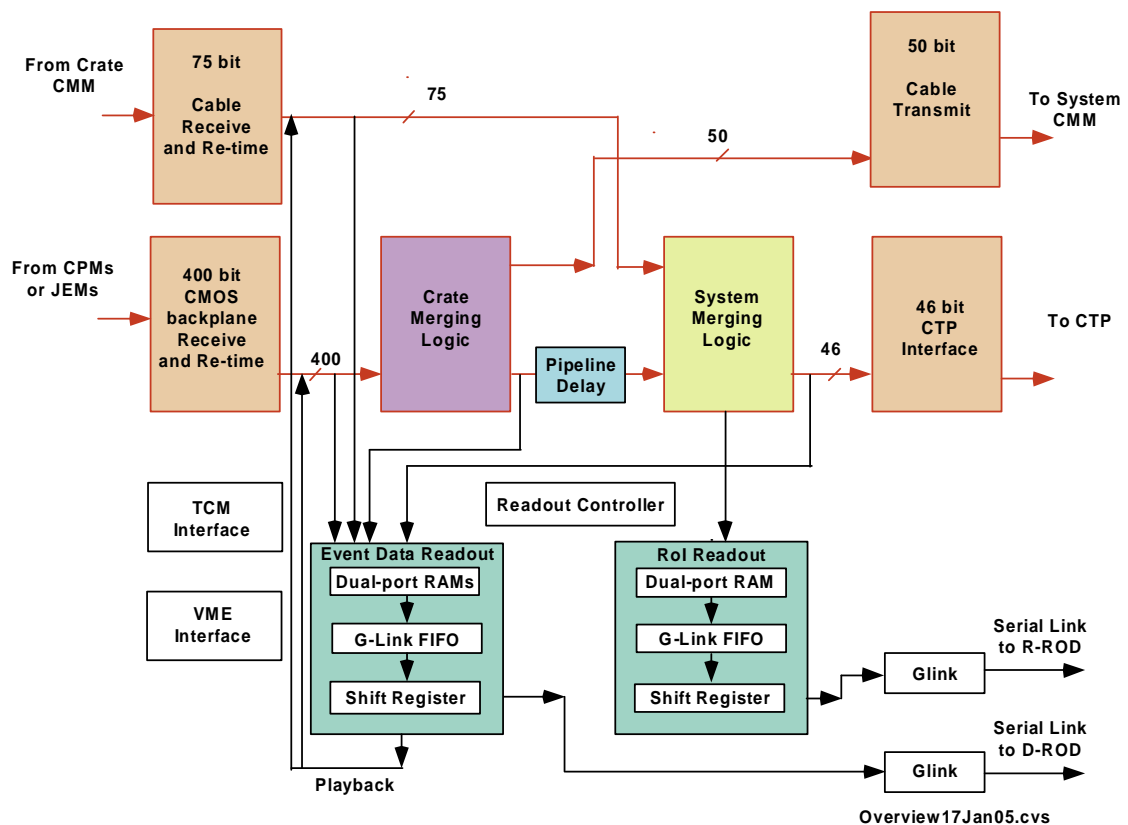 From Crate
CMM
75 bit
Cable
Receive
and Re-time
75
50
50 bit
Cable
Transmit
To System
CMM
From CPMs
or JEMs
400 bit
CMOS
backplane
Receive
and Re-time
400
Crate
Merging
Logic
Pipeline
Delay
System
Merging
Logic
46
46 bit
CTP
Interface
To CTP
TCM
Interface
VME
Interface
Readout Controller
Event Data Readout
Dual-port RAMs
G-Link FIFO
Shift Register
Playback
RoI Readout
Dual-port RAM
G-Link FIFO
Shift Register
Glink
Serial Link
to R-ROD
Glink
Serial Link
to D-ROD
Overview17Jan05.cvs